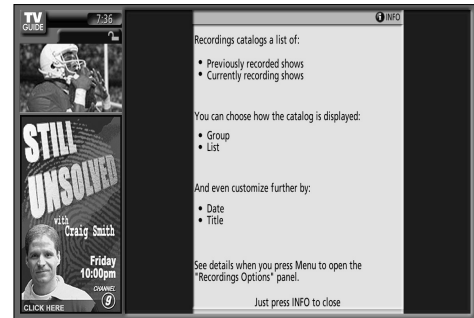 TV
GUIDE
7:36
STILL
UNSOLVED
with
Craig Smith
Friday
10:00pm
CHANNEL
9
CLICK HERE
i INFO
Recordings catalogs a list of:
• Previously recorded shows
• Currently recording shows
You can choose how the catalog is displayed:
• Group
• List
And even customize further by:
• Date
• Title
See details when you press Menu to open the
"Recordings Options" panel.
Just press INFO to close